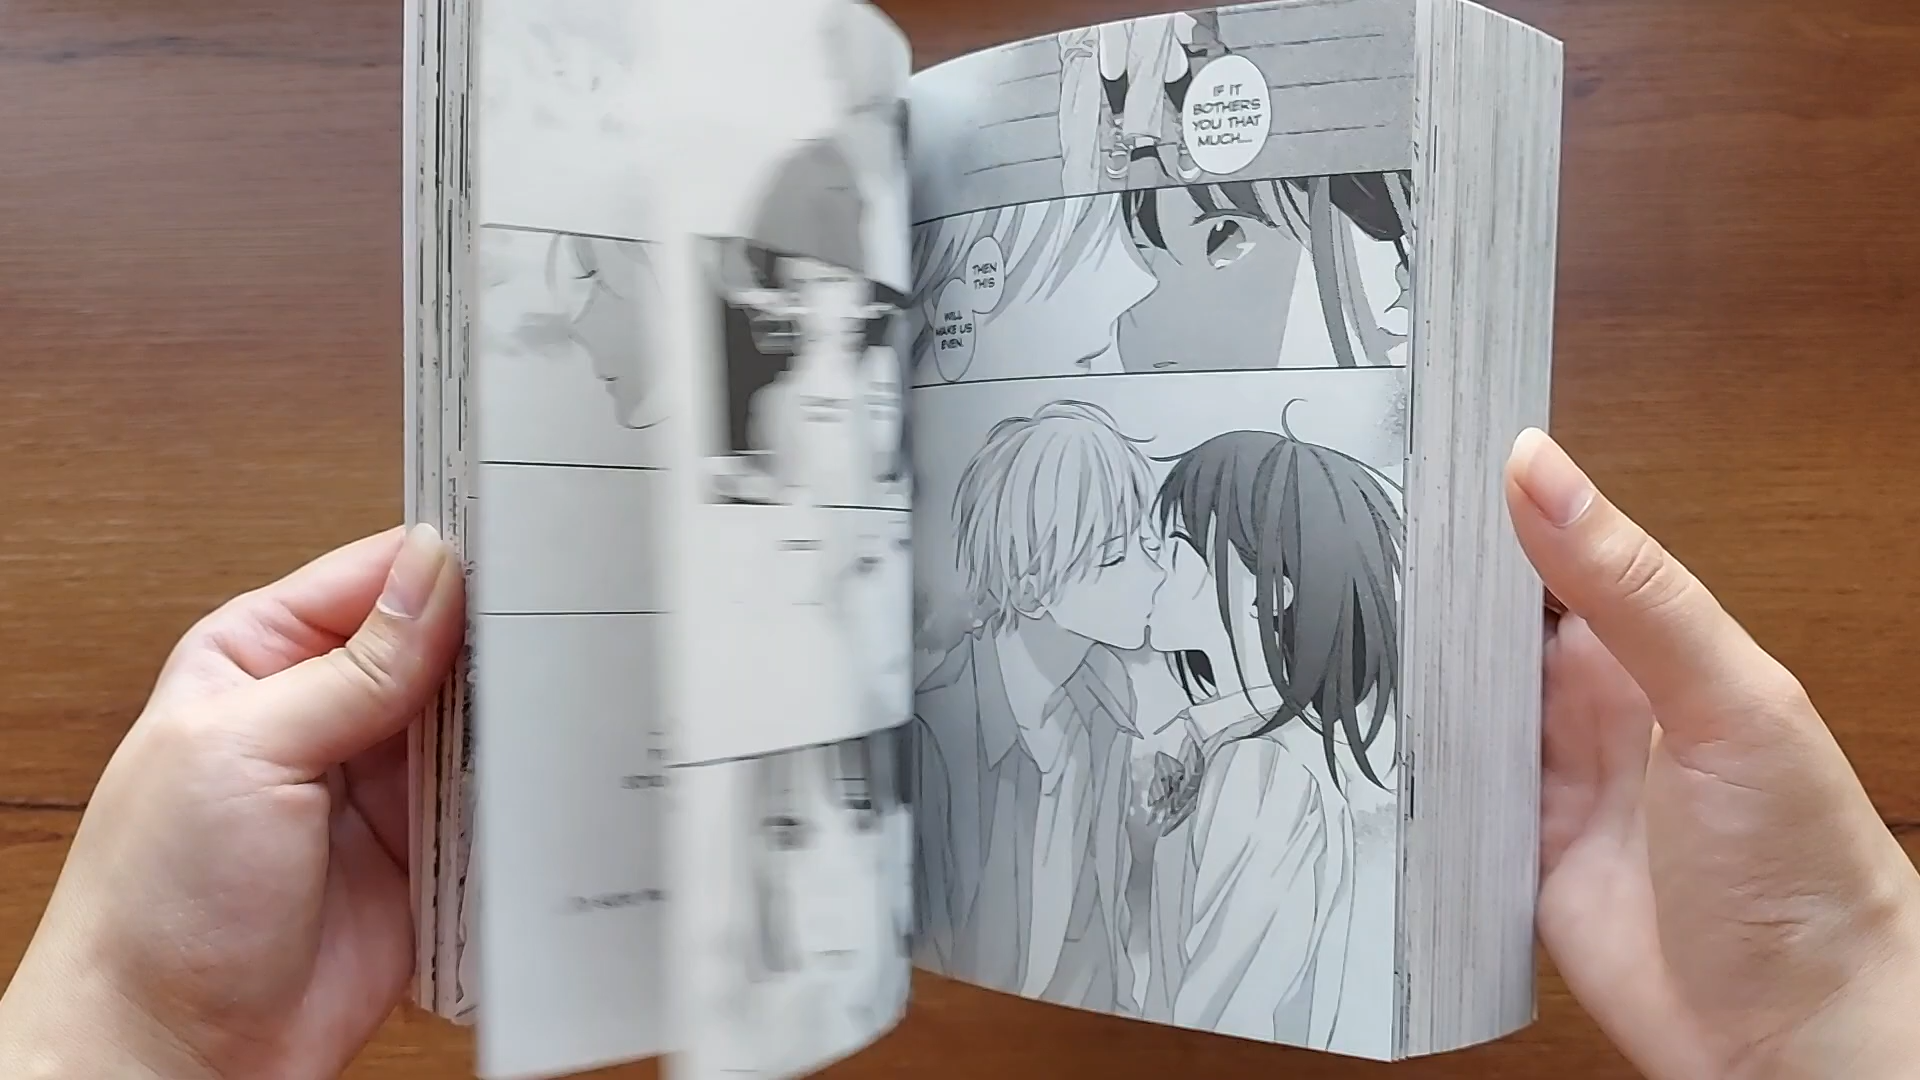 IF IT
BOTHERS
YOU THAT
MUCH...
THEN
THIS
WILL
MAKE US
EVEN.